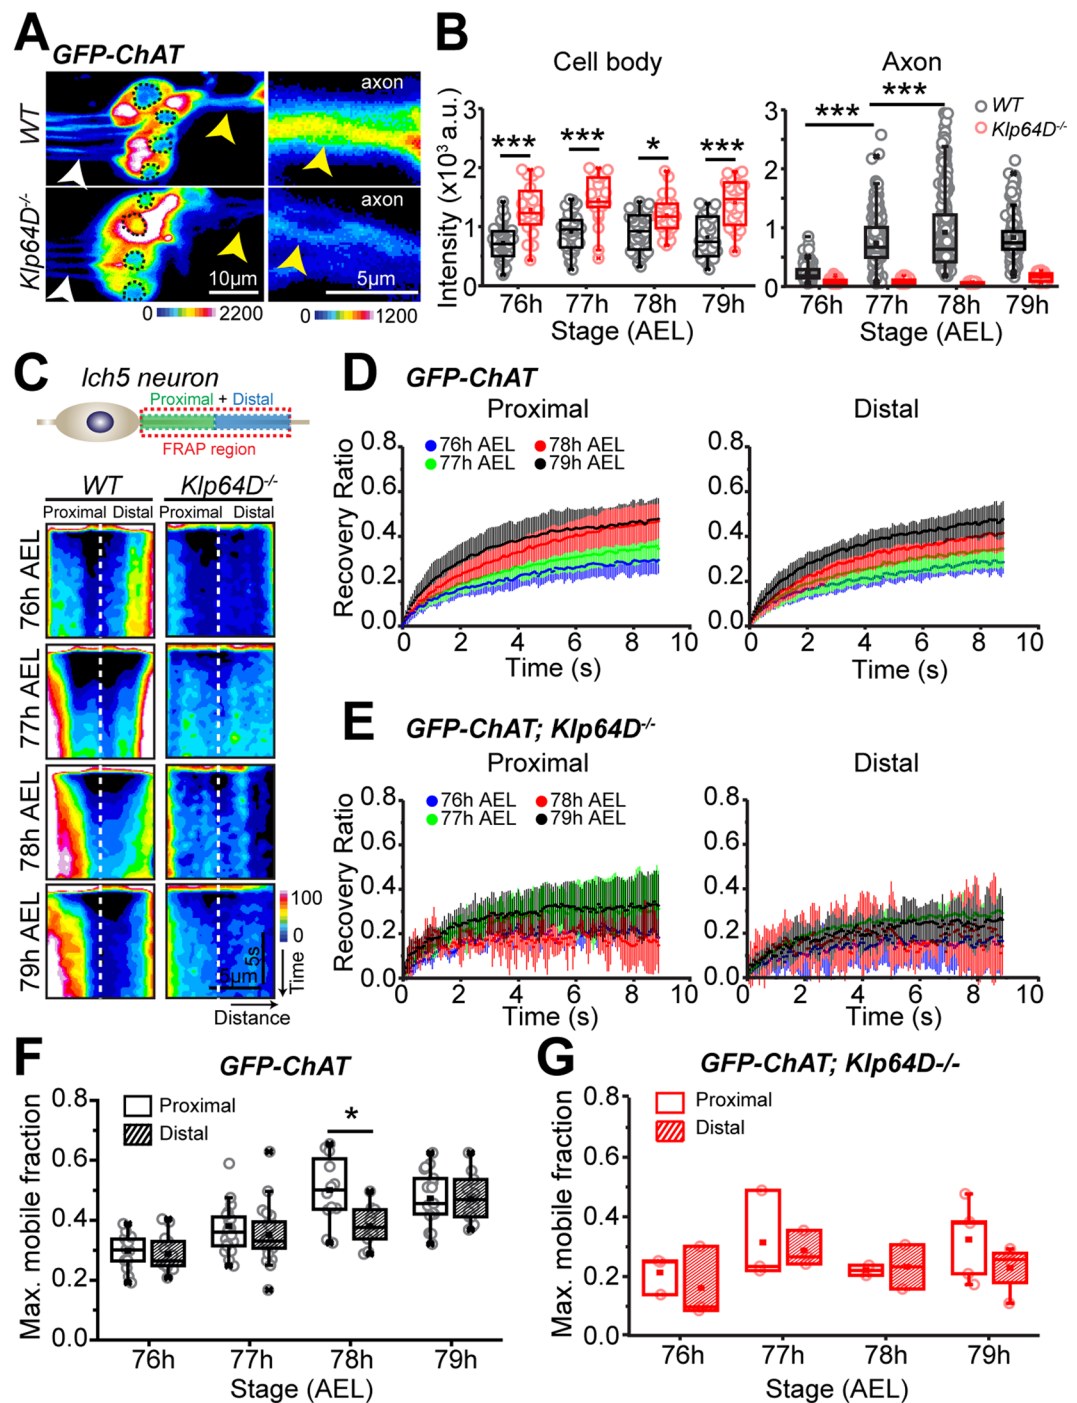 A
GFP-ChAT
WT
axon
Klp64D-/-
axon
10µm
5µm
0 2200
0 1200
B
Cell body
Axon
WT
Klp64D-/-
Intensity (x10³ a.u.)
3
2
1
0
*** *** * ***
76h 77h 78h 79h
Stage (AEL)
3
2
1
0
*** ***
76h 77h 78h 79h
Stage (AEL)
C
lch5 neuron
Proximal + Distal
FRAP region
WT Klp64D-/-
Proximal Distal Proximal Distal
76h AEL
77h AEL
78h AEL
79h AEL
100
0
5s
5µm
Time
Distance
D
GFP-ChAT
Proximal
Distal
76h AEL 78h AEL
77h AEL 79h AEL
Recovery Ratio
0.8
0.6
0.4
0.2
0.0
0 2 4 6 8 10
Time (s)
0.8
0.6
0.4
0.2
0.0
0 2 4 6 8 10
Time (s)
E
GFP-ChAT; Klp64D-/-
Proximal
Distal
76h AEL 78h AEL
77h AEL 79h AEL
Recovery Ratio
0.8
0.6
0.4
0.2
0.0
0 2 4 6 8 10
Time (s)
0.8
0.6
0.4
0.2
0.0
0 2 4 6 8 10
Time (s)
F
GFP-ChAT
Proximal
Distal
*
Max. mobile fraction
0.8
0.6
0.4
0.2
0.0
76h 77h 78h 79h
Stage (AEL)
G
GFP-ChAT; Klp64D-/-
Proximal
Distal
Max. mobile fraction
0.8
0.6
0.4
0.2
0.0
76h 77h 78h 79h
Stage (AEL)